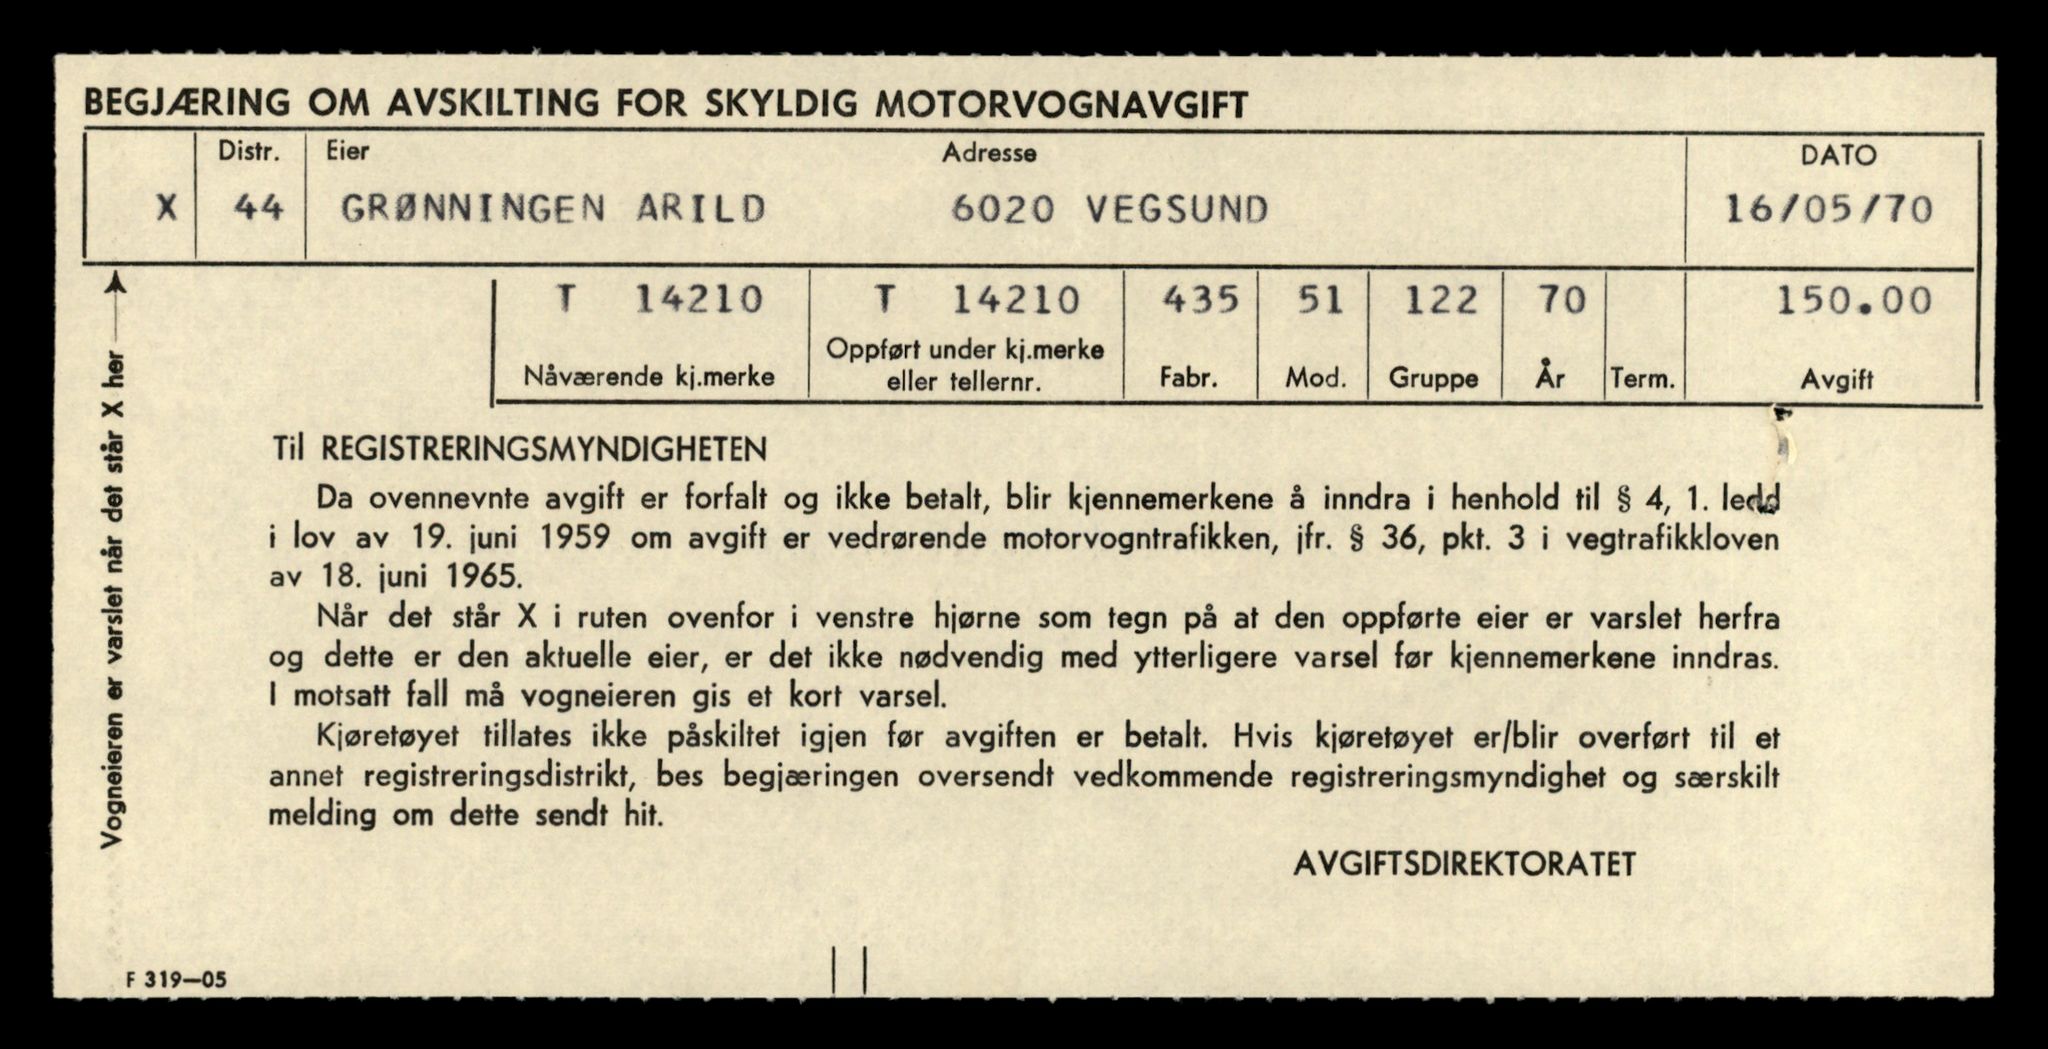 BEGJÆRING OM AVSKILTING FOR SKYLDIG MOTORVOGNAVGIFT
Distr. Eier Adresse DATO
X 44 GRØNNINGEN ARILD 6020 VEGSUND 16/05/70
T 14210 T 14210 435 51 122 70 150.00
Nåværende kj.merke Oppført under kj.merke eller tellernr. Fabr. Mod. Gruppe År Term. Avgift
Vogneieren er varslet når det står X her
Til REGISTRERINGSMYNDIGHETEN
Da ovennevnte avgift er forfalt og ikke betalt, blir kjennemerkene å inndra i henhold til § 4, 1. ledd
i lov av 19. juni 1959 om avgift er vedrørende motorvogntrafikken, jfr. § 36, pkt. 3 i vegtrafikkloven
av 18. juni 1965.
Når det står X i ruten ovenfor i venstre hjørne som tegn på at den oppførte eier er varslet herfra
og dette er den aktuelle eier, er det ikke nødvendig med ytterligere varsel før kjennemerkene inndras.
I motsatt fall må vogneieren gis et kort varsel.
Kjøretøyet tillates ikke påskiltet igjen før avgiften er betalt. Hvis kjøretøyet er/blir overført til et
annet registreringsdistrikt, bes begjæringen oversendt vedkommende registreringsmyndighet og særskilt
melding om dette sendt hit.
AVGIFTSDIREKTORATET
F 319—05